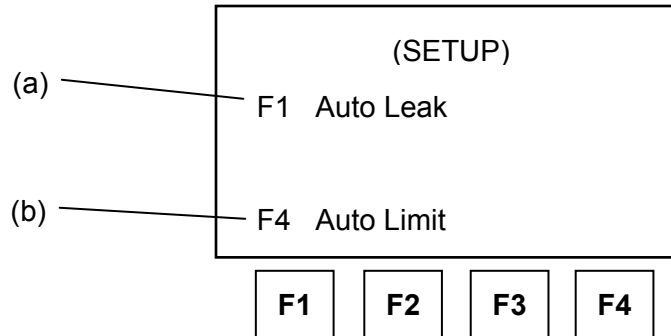 (SETUP)
(a)
F1 Auto Leak
(b)
F4 Auto Limit
F1 F2 F3 F4